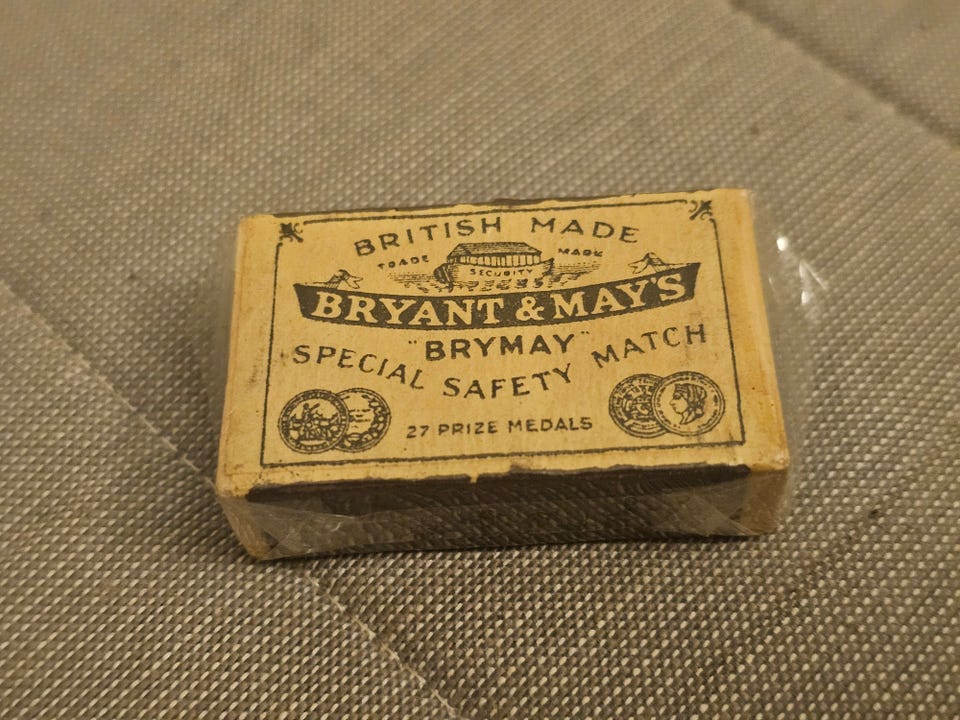 BRITISH MADE
TRADE MARK
SECURITY
BRYANT & MAY'S
"BRYMAY"
SPECIAL SAFETY MATCH
27 PRIZE MEDALS